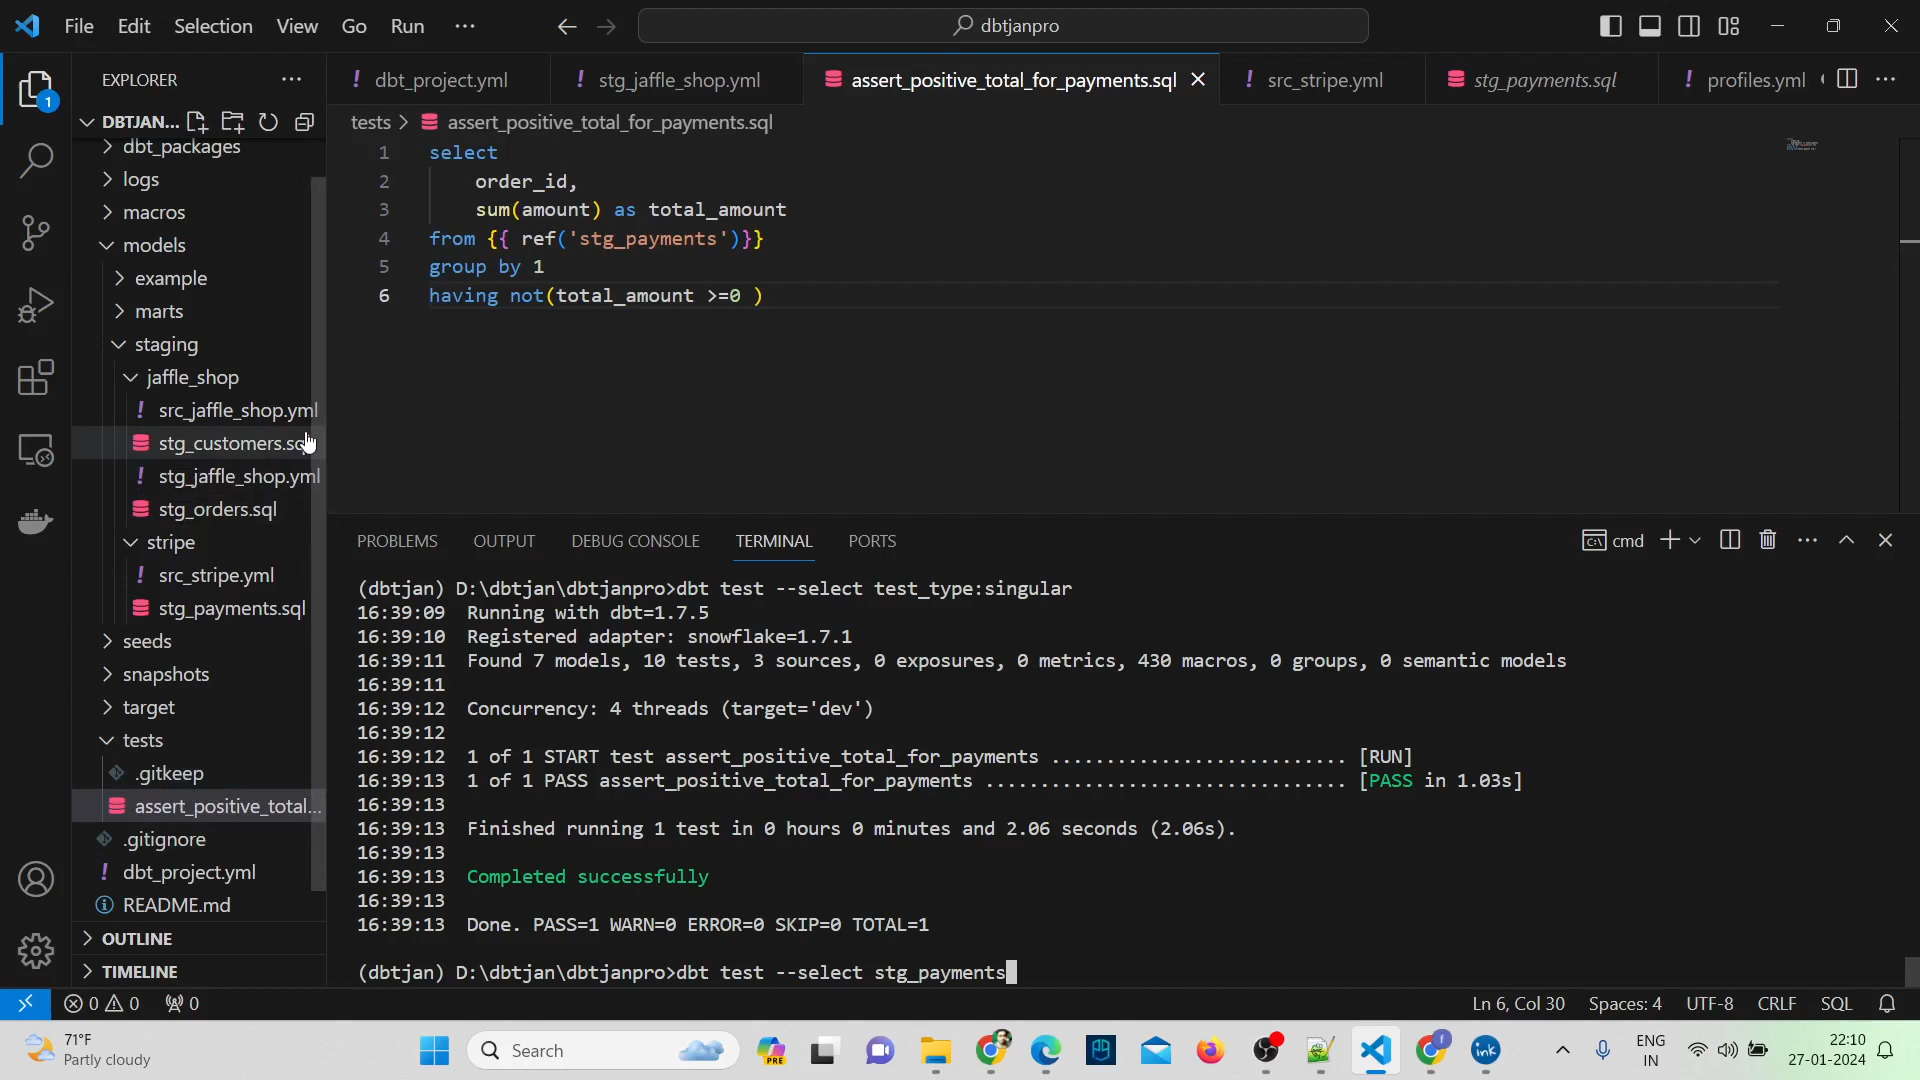 File Edit Selection View Go Run ... dbtjanpro
EXPLORER ...
DBTJAN...
dbt_packages
logs
macros
models
example
marts
staging
jaffle_shop
src_jaffle_shop.yml
stg_customers.sql
stg_jaffle_shop.yml
stg_orders.sql
stripe
src_stripe.yml
stg_payments.sql
seeds
snapshots
target
tests
.gitkeep
assert_positive_total...
.gitignore
dbt_project.yml
README.md
OUTLINE
TIMELINE
dbt_project.yml stg_jaffle_shop.yml assert_positive_total_for_payments.sql src_stripe.yml stg_payments.sql profiles.yml
tests > assert_positive_total_for_payments.sql
1 select
2 order_id,
3 sum(amount) as total_amount
4 from {{ ref('stg_payments')}}
5 group by 1
6 having not(total_amount >=0 )
PROBLEMS OUTPUT DEBUG CONSOLE TERMINAL PORTS cmd
(dbtjan) D:\dbtjan\dbtjanpro>dbt test --select test_type:singular
16:39:09 Running with dbt=1.7.5
16:39:10 Registered adapter: snowflake=1.7.1
16:39:11 Found 7 models, 10 tests, 3 sources, 0 exposures, 0 metrics, 430 macros, 0 groups, 0 semantic models
16:39:11
16:39:12 Concurrency: 4 threads (target='dev')
16:39:12
16:39:12 1 of 1 START test assert_positive_total_for_payments ........................... [RUN]
16:39:13 1 of 1 PASS assert_positive_total_for_payments ................................. [PASS in 1.03s]
16:39:13
16:39:13 Finished running 1 test in 0 hours 0 minutes and 2.06 seconds (2.06s).
16:39:13
16:39:13 Completed successfully
16:39:13
16:39:13 Done. PASS=1 WARN=0 ERROR=0 SKIP=0 TOTAL=1
(dbtjan) D:\dbtjan\dbtjanpro>dbt test --select stg_payments
0 0 0 Ln 6, Col 30 Spaces: 4 UTF-8 CRLF SQL
71°F
Partly cloudy
Search
PRE
ink
ENG
IN
22:10
27-01-2024
1